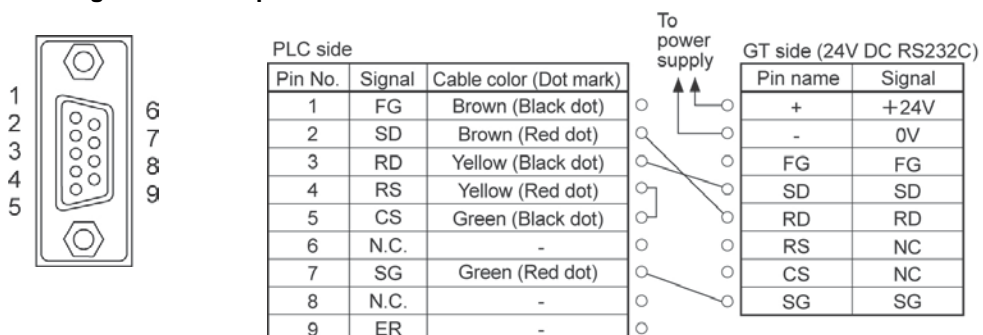 To
power
supply
PLC side
GT side (24V DC RS232C)
Pin No. Signal Cable color (Dot mark)
Pin name Signal
1 FG Brown (Black dot)
+ +24V
2 SD Brown (Red dot)
- 0V
3 RD Yellow (Black dot)
FG FG
4 RS Yellow (Red dot)
SD SD
5 CS Green (Black dot)
RD RD
6 N.C. -
RS NC
7 SG Green (Red dot)
CS NC
8 N.C. -
SG SG
9 ER -
1
2
3
4
5
6
7
8
9